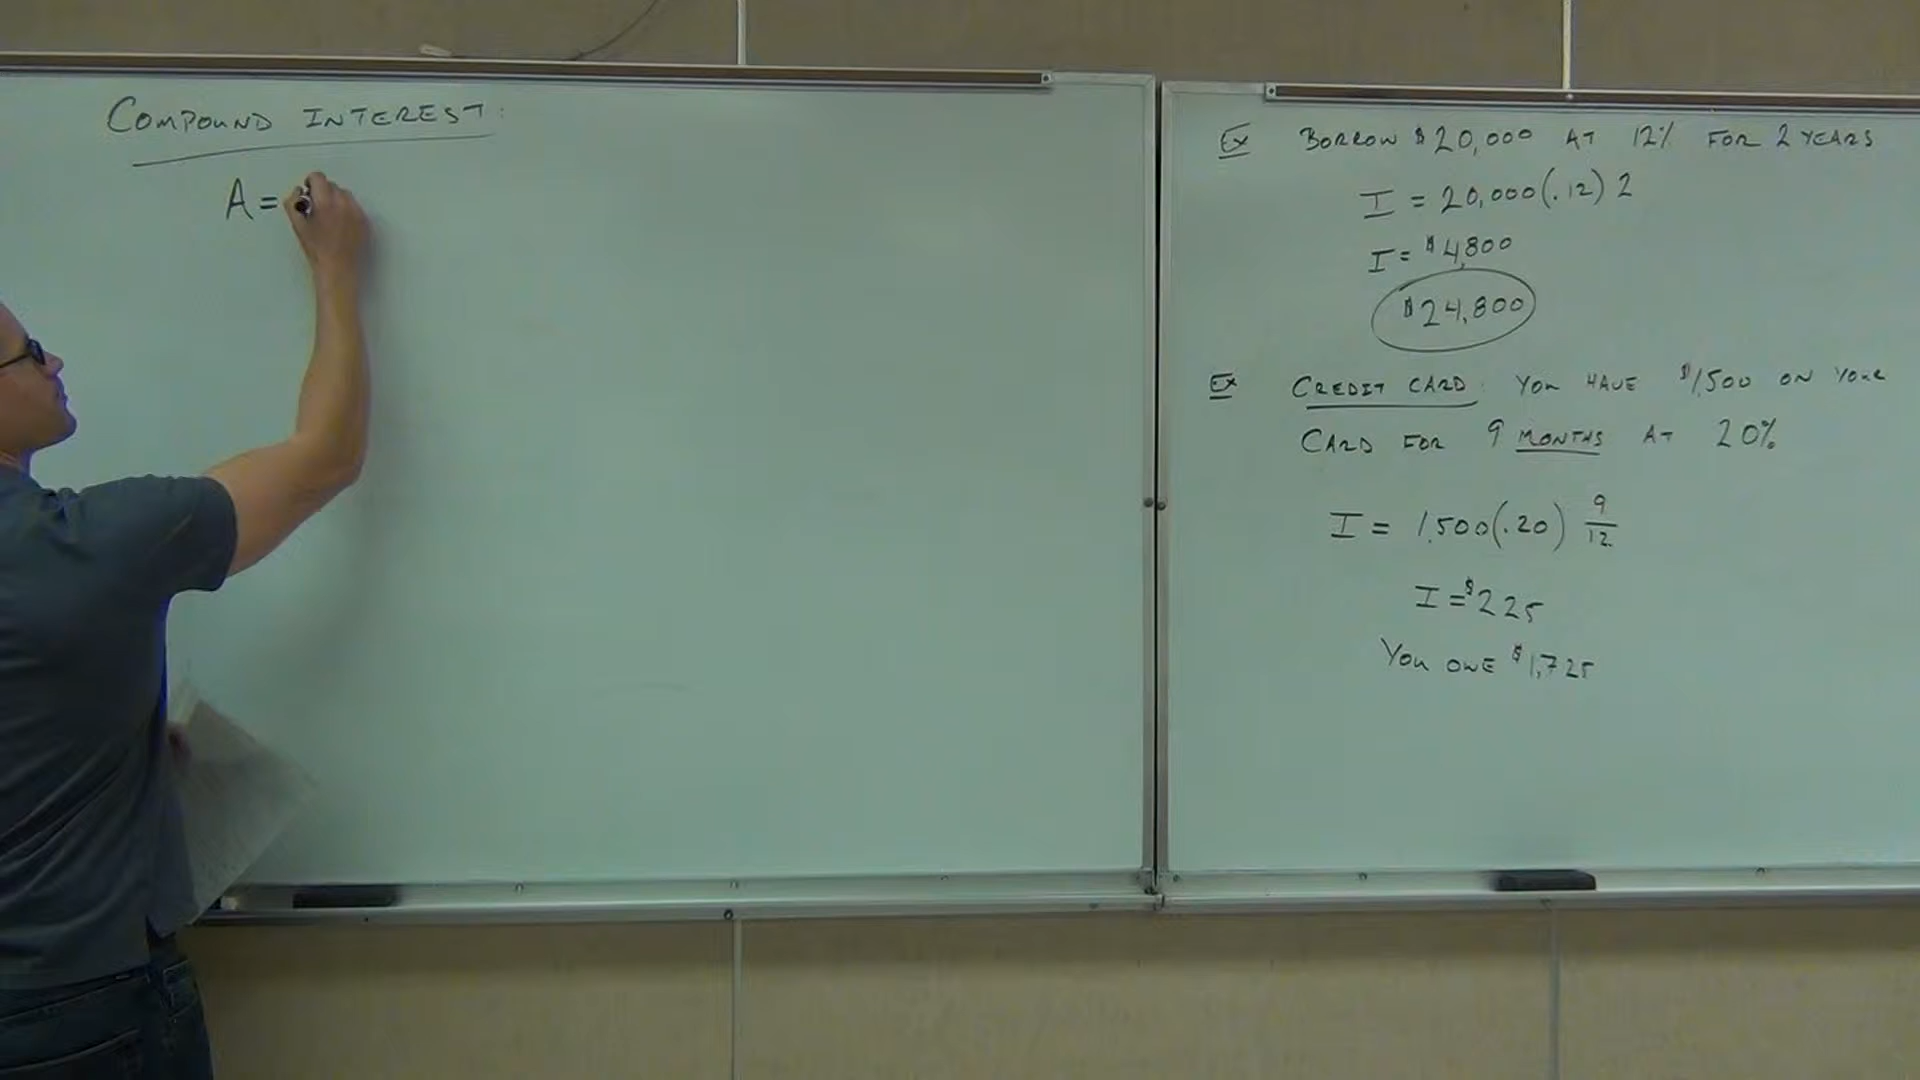 COMPOUND INTEREST:
A =
Ex BORROW $20,000 AT 12% FOR 2 YEARS
I = 20,000(.12) 2
I = $4,800
$24,800
Ex CREDIT CARD: YOU HAVE $1,500 ON YOUR
CARD FOR 9 MONTHS AT 20%
I = 1,500(.20) 9/12
I = $225
YOU OWE $1,725